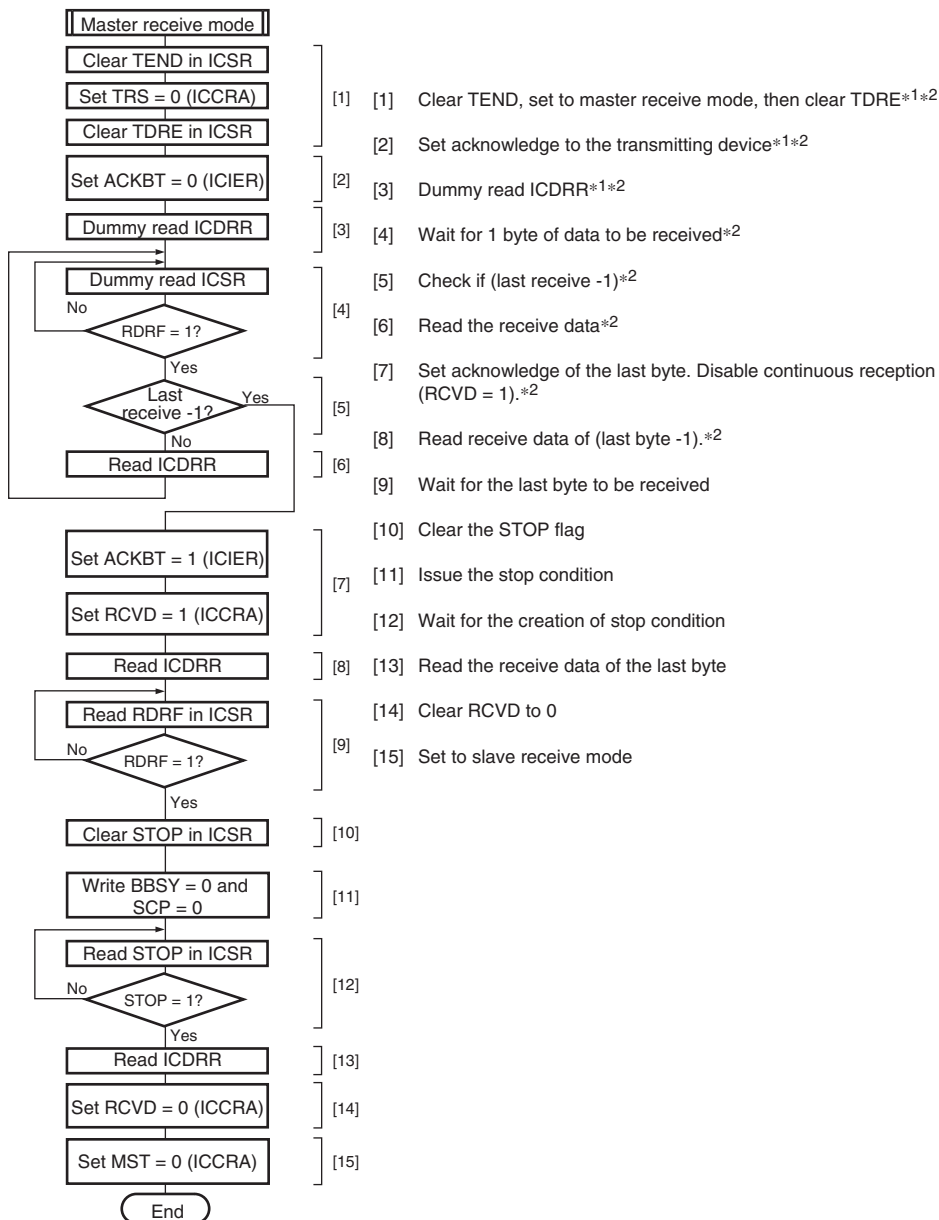 Master receive mode
Clear TEND in ICSR
Set TRS = 0 (ICCRA)
Clear TDRE in ICSR
[1]
Set ACKBT = 0 (ICIER)
[2]
Dummy read ICDRR
[3]
Dummy read ICSR
No
RDRF = 1?
[4]
Yes
Last
receive -1?
Yes
[5]
No
Read ICDRR
[6]
Set ACKBT = 1 (ICIER)
Set RCVD = 1 (ICCRA)
[7]
Read ICDRR
[8]
Read RDRF in ICSR
No
RDRF = 1?
[9]
Yes
Clear STOP in ICSR
[10]
Write BBSY = 0 and
SCP = 0
[11]
Read STOP in ICSR
No
STOP = 1?
[12]
Yes
Read ICDRR
[13]
Set RCVD = 0 (ICCRA)
[14]
Set MST = 0 (ICCRA)
[15]
End
[1] Clear TEND, set to master receive mode, then clear TDRE*1*2
[2] Set acknowledge to the transmitting device*1*2
[3] Dummy read ICDRR*1*2
[4] Wait for 1 byte of data to be received*2
[5] Check if (last receive -1)*2
[6] Read the receive data*2
[7] Set acknowledge of the last byte. Disable continuous reception
(RCVD = 1).*2
[8] Read receive data of (last byte -1).*2
[9] Wait for the last byte to be received
[10] Clear the STOP flag
[11] Issue the stop condition
[12] Wait for the creation of stop condition
[13] Read the receive data of the last byte
[14] Clear RCVD to 0
[15] Set to slave receive mode